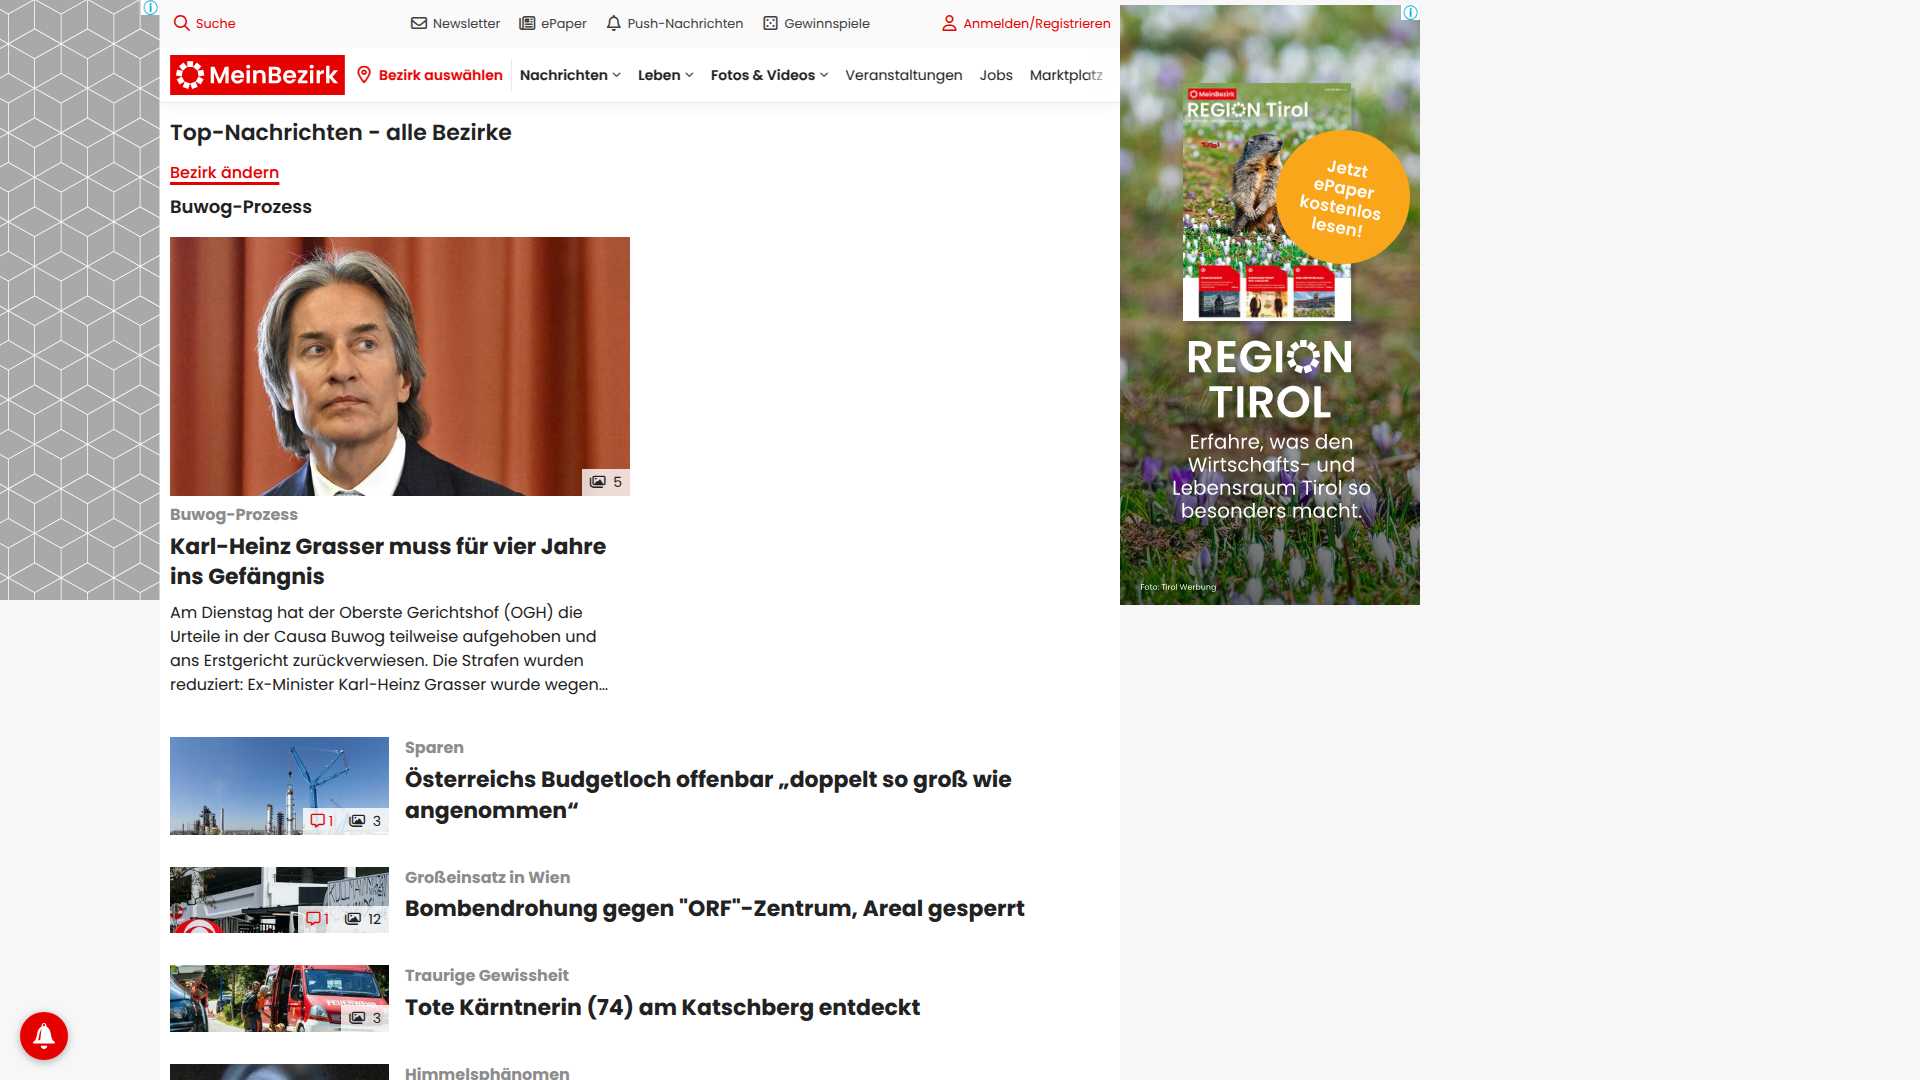 Suche
Newsletter
ePaper
Push-Nachrichten
Gewinnspiele
Anmelden/Registrieren
MeinBezirk
Bezirk auswählen
Nachrichten
Leben
Fotos & Videos
Veranstaltungen
Jobs
Marktplatz
Top-Nachrichten - alle Bezirke
Bezirk ändern
Buwog-Prozess
5
Buwog-Prozess
Karl-Heinz Grasser muss für vier Jahre
ins Gefängnis
Am Dienstag hat der Oberste Gerichtshof (OGH) die
Urteile in der Causa Buwog teilweise aufgehoben und
ans Erstgericht zurückverwiesen. Die Strafen wurden
reduziert: Ex-Minister Karl-Heinz Grasser wurde wegen...
1 3
Sparen
Österreichs Budgetloch offenbar „doppelt so groß wie
angenommen“
1 12
Großeinsatz in Wien
Bombendrohung gegen "ORF"-Zentrum, Areal gesperrt
3
Traurige Gewissheit
Tote Kärntnerin (74) am Katschberg entdeckt
Himmelsphänomen
MeinBezirk
REGION Tirol
Jetzt
ePaper
kostenlos
lesen!
REGION
TIROL
Erfahre, was den
Wirtschafts- und
Lebensraum Tirol so
besonders macht.
Foto: Tirol Werbung